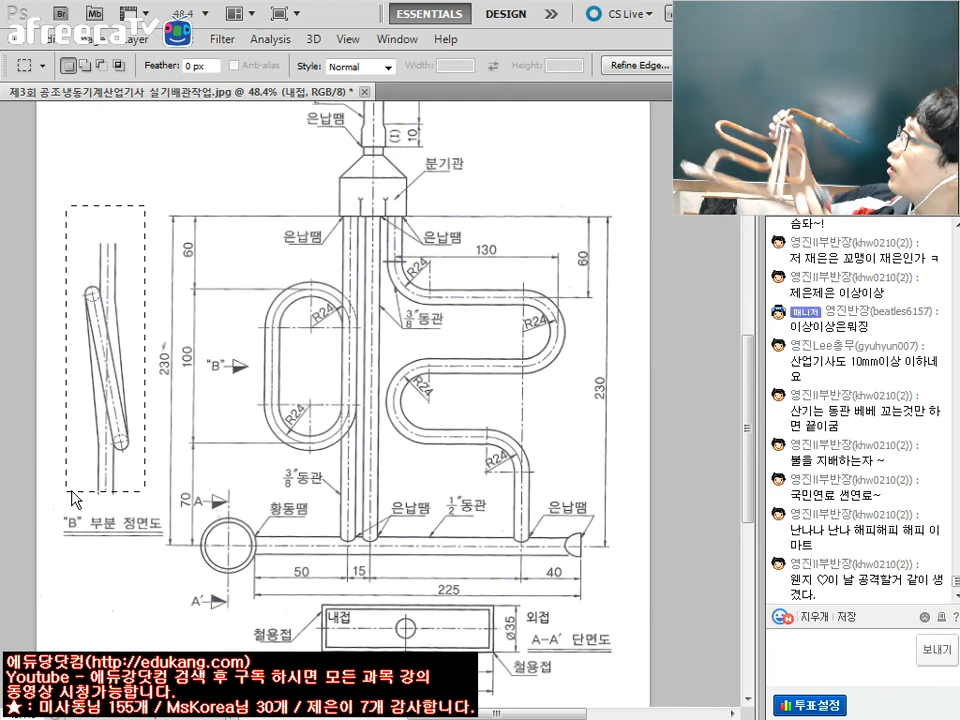 Ps
Br
Mb
48.4
ESSENTIALS
DESIGN
CS Live
afreecaTV
Layer
Filter
Analysis
3D
View
Window
Help
Feather: 0 px
Anti-alias
Style: Normal
Width:
Height:
Refine Edge...
제3회 공조냉동기계산업기사 실기배관작업.jpg @ 48.4% (내접, RGB/8) *
은납땜
(1)
10
분기관
은납땜
은납땜
60
130
60
R24
R24
3/8"동관
R24
230
100
"B"
R24
230
R24
R24
3/8"동관
70
A
황동땜
은납땜
1/2"동관
은납땜
"B" 부분 정면도
50
15
40
225
A'
내접
외접
철용접
ø35
A-A' 단면도
철용접
습돠~!
영진II부반장(khw0210(2)) :
저 재은은 꼬맹이 재은인가 ㅋ
영진II부반장(khw0210(2)) :
제은제은 이상이상
매니저 영진반장(beatles6157) :
이상이상은뭐징
영진Lee총무(gyuhyun007) :
산업기사도 10mm이상 이하네
요
영진II부반장(khw0210(2)) :
산기는 동관 베베 꼬는것만 하
면 끝이굼
영진II부반장(khw0210(2)) :
불을 지배하는자 ~
영진II부반장(khw0210(2)) :
국민연료 썬연료~
영진II부반장(khw0210(2)) :
난나나 난나 해피해피 해피 이
마트
영진II부반장(khw0210(2)) :
웬지 ♡이 날 공격할거 같이 생
겼다.
지우개
저장
보내기
투표설정
에듀강닷컴(http://edukang.com)
Youtube - 에듀강닷컴 검색 후 구독 하시면 모든 과목 강의
동영상 시청가능합니다.
★ : 미사동님 155개 / MsKorea님 30개 / 제은이 7개 감사합니다.